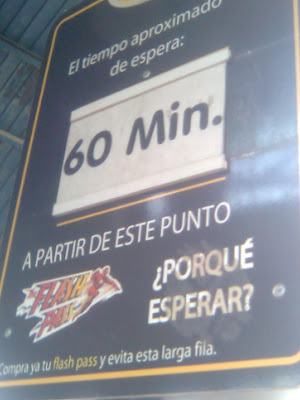 El tiempo aproximado
de espera:
60 Min.
A PARTIR DE ESTE PUNTO
FLASH
PASS
¿PORQUÉ
ESPERAR?
Compra ya tu flash pass y evita esta larga fila.